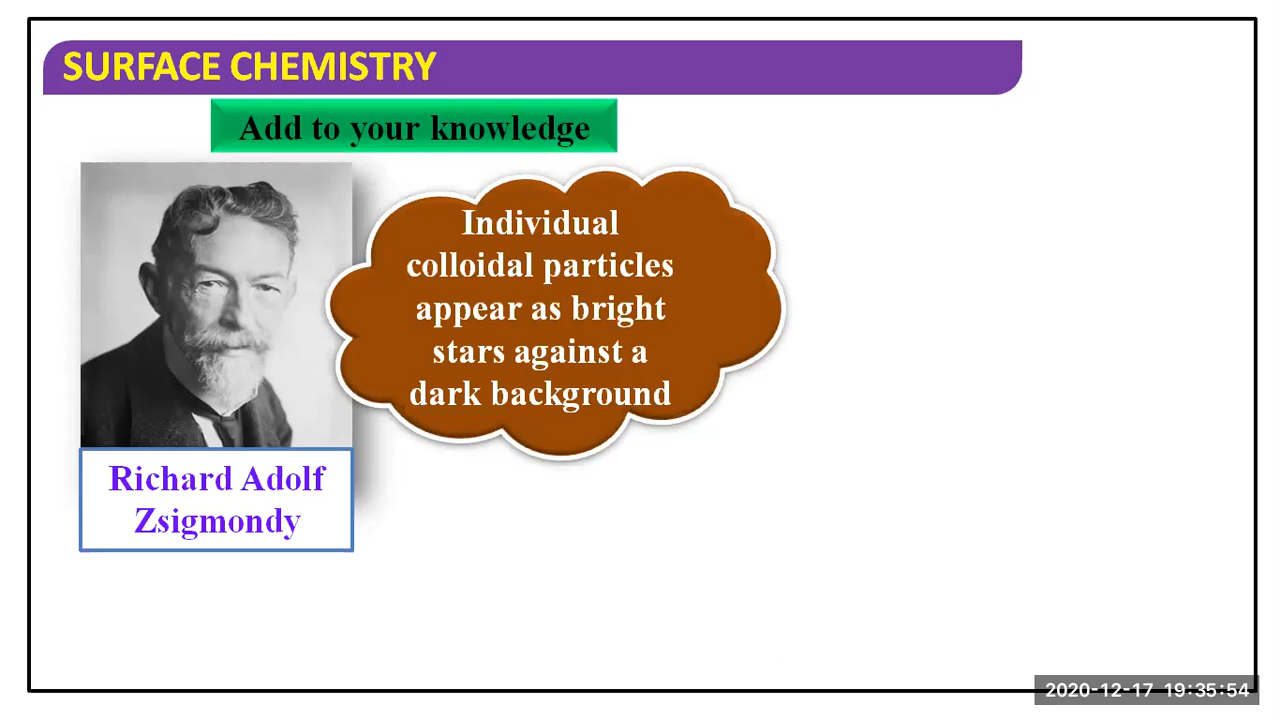 SURFACE CHEMISTRY
Add to your knowledge
Individual
colloidal particles
appear as bright
stars against a
dark background
Richard Adolf
Zsigmondy
2020-12-17 19:35:54